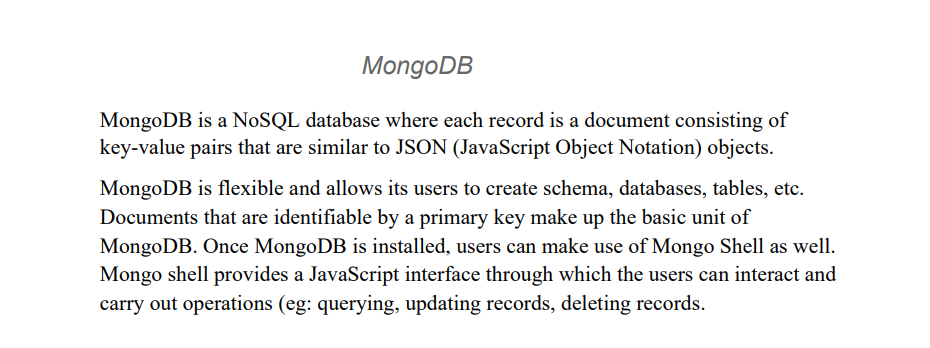 MongoDB
MongoDB is a NoSQL database where each record is a document consisting of
key-value pairs that are similar to JSON (JavaScript Object Notation) objects.
MongoDB is flexible and allows its users to create schema, databases, tables, etc.
Documents that are identifiable by a primary key make up the basic unit of
MongoDB. Once MongoDB is installed, users can make use of Mongo Shell as well.
Mongo shell provides a JavaScript interface through which the users can interact and
carry out operations (eg: querying, updating records, deleting records.